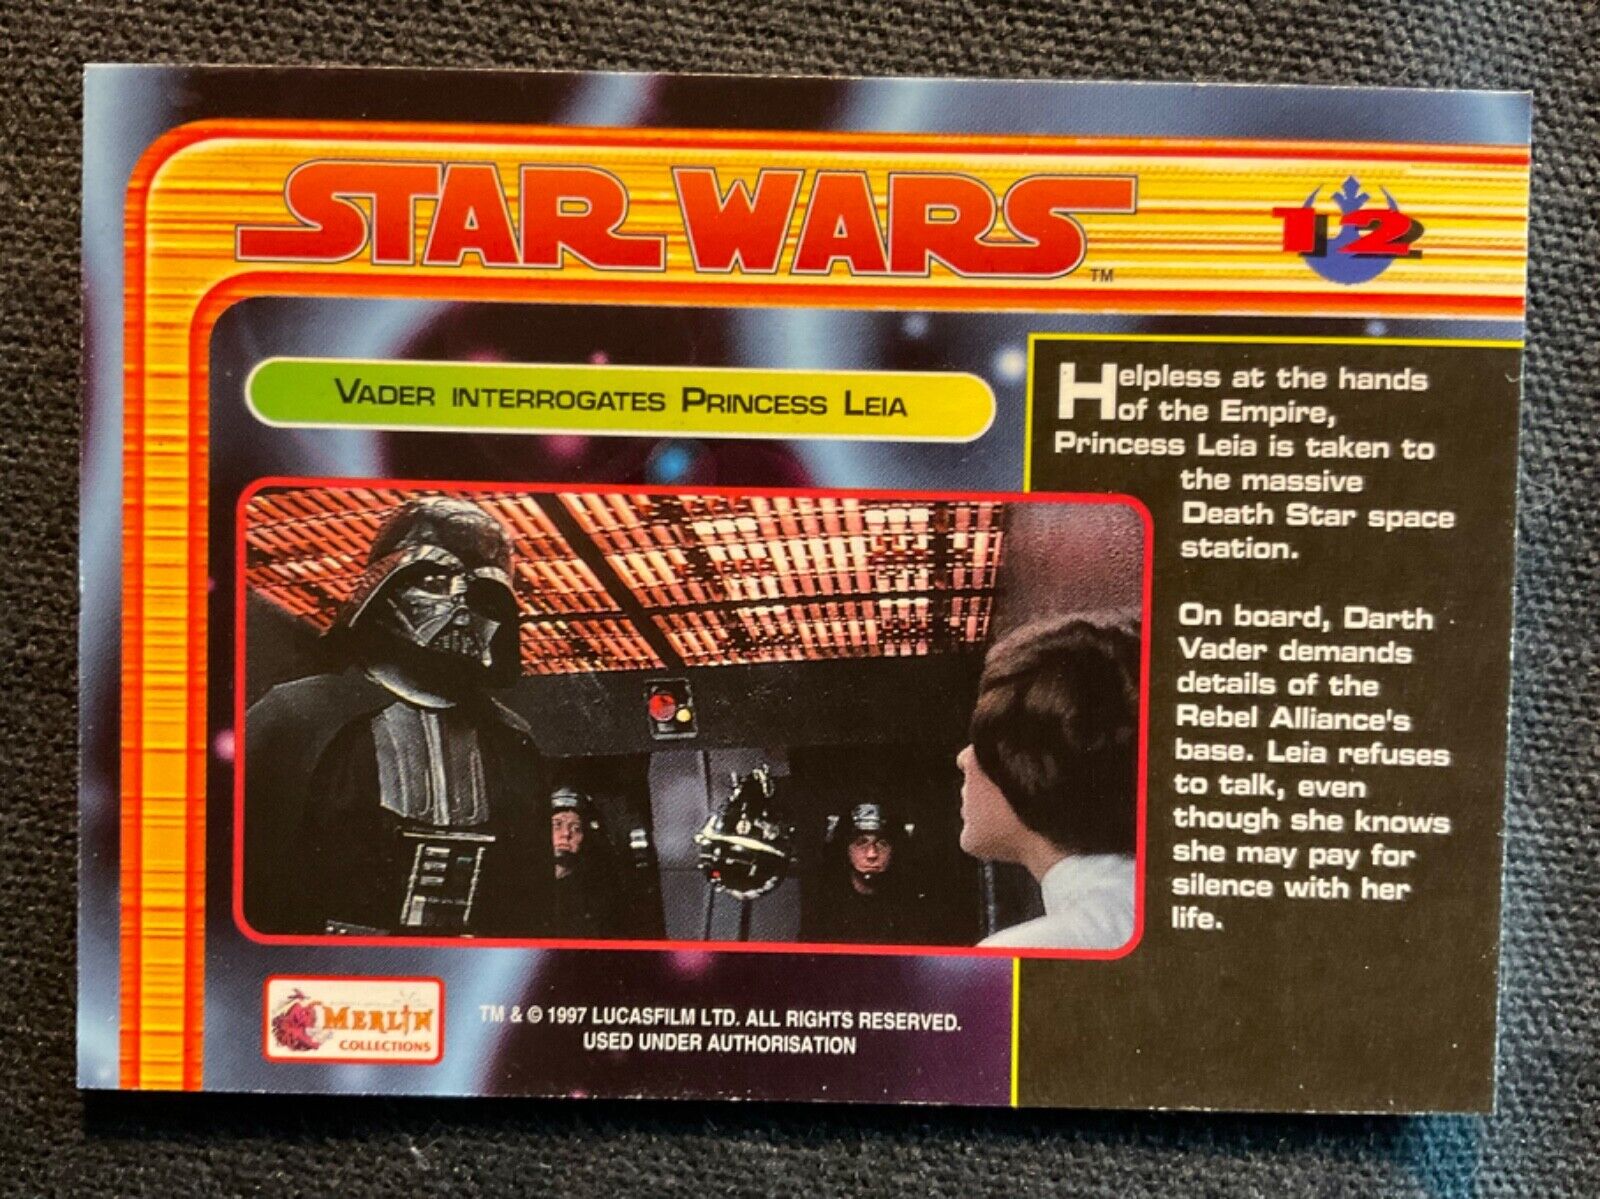 STAR WARS
TM
12
VADER INTERROGATES PRINCESS LEIA
Helpless at the hands
of the Empire,
Princess Leia is taken to
the massive
Death Star space
station.
On board, Darth
Vader demands
details of the
Rebel Alliance's
base. Leia refuses
to talk, even
though she knows
she may pay for
silence with her
life.
MERLIN
COLLECTIONS
TM & © 1997 LUCASFILM LTD. ALL RIGHTS RESERVED.
USED UNDER AUTHORISATION